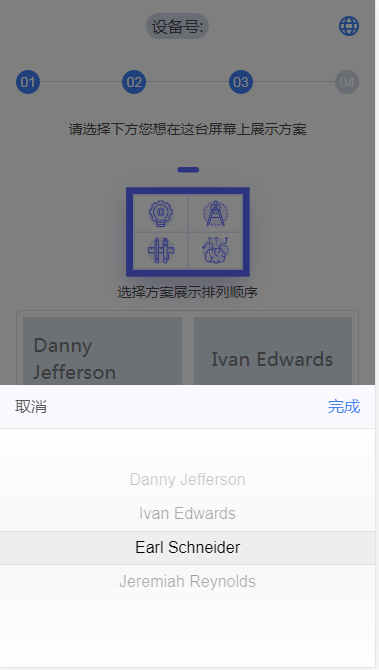 设备号:
01 02 03 04
请选择下方您想在这台屏幕上展示方案
选择方案展示排列顺序
Danny
Jefferson
Ivan Edwards
取消 完成
Danny Jefferson
Ivan Edwards
Earl Schneider
Jeremiah Reynolds